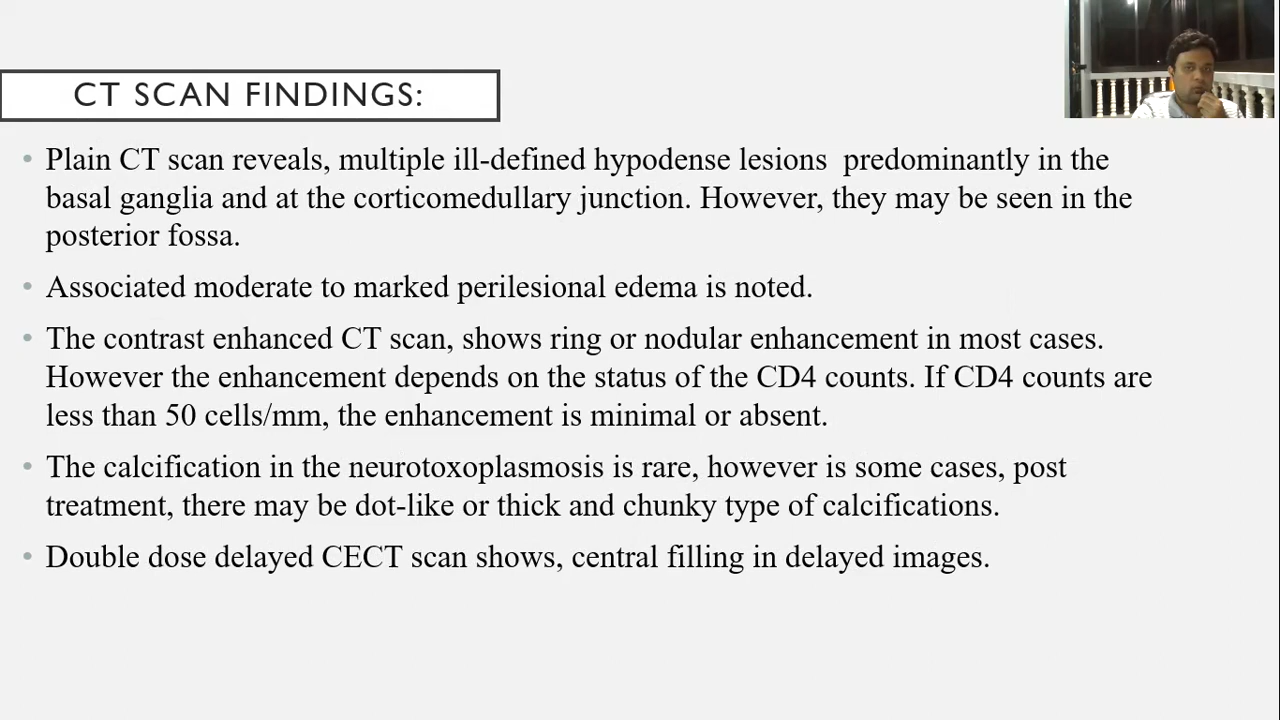 CT SCAN FINDINGS:
• Plain CT scan reveals, multiple ill-defined hypodense lesions  predominantly in the
basal ganglia and at the corticomedullary junction. However, they may be seen in the
posterior fossa.
• Associated moderate to marked perilesional edema is noted.
• The contrast enhanced CT scan, shows ring or nodular enhancement in most cases.
However the enhancement depends on the status of the CD4 counts. If CD4 counts are
less than 50 cells/mm, the enhancement is minimal or absent.
• The calcification in the neurotoxoplasmosis is rare, however is some cases, post
treatment, there may be dot-like or thick and chunky type of calcifications.
• Double dose delayed CECT scan shows, central filling in delayed images.